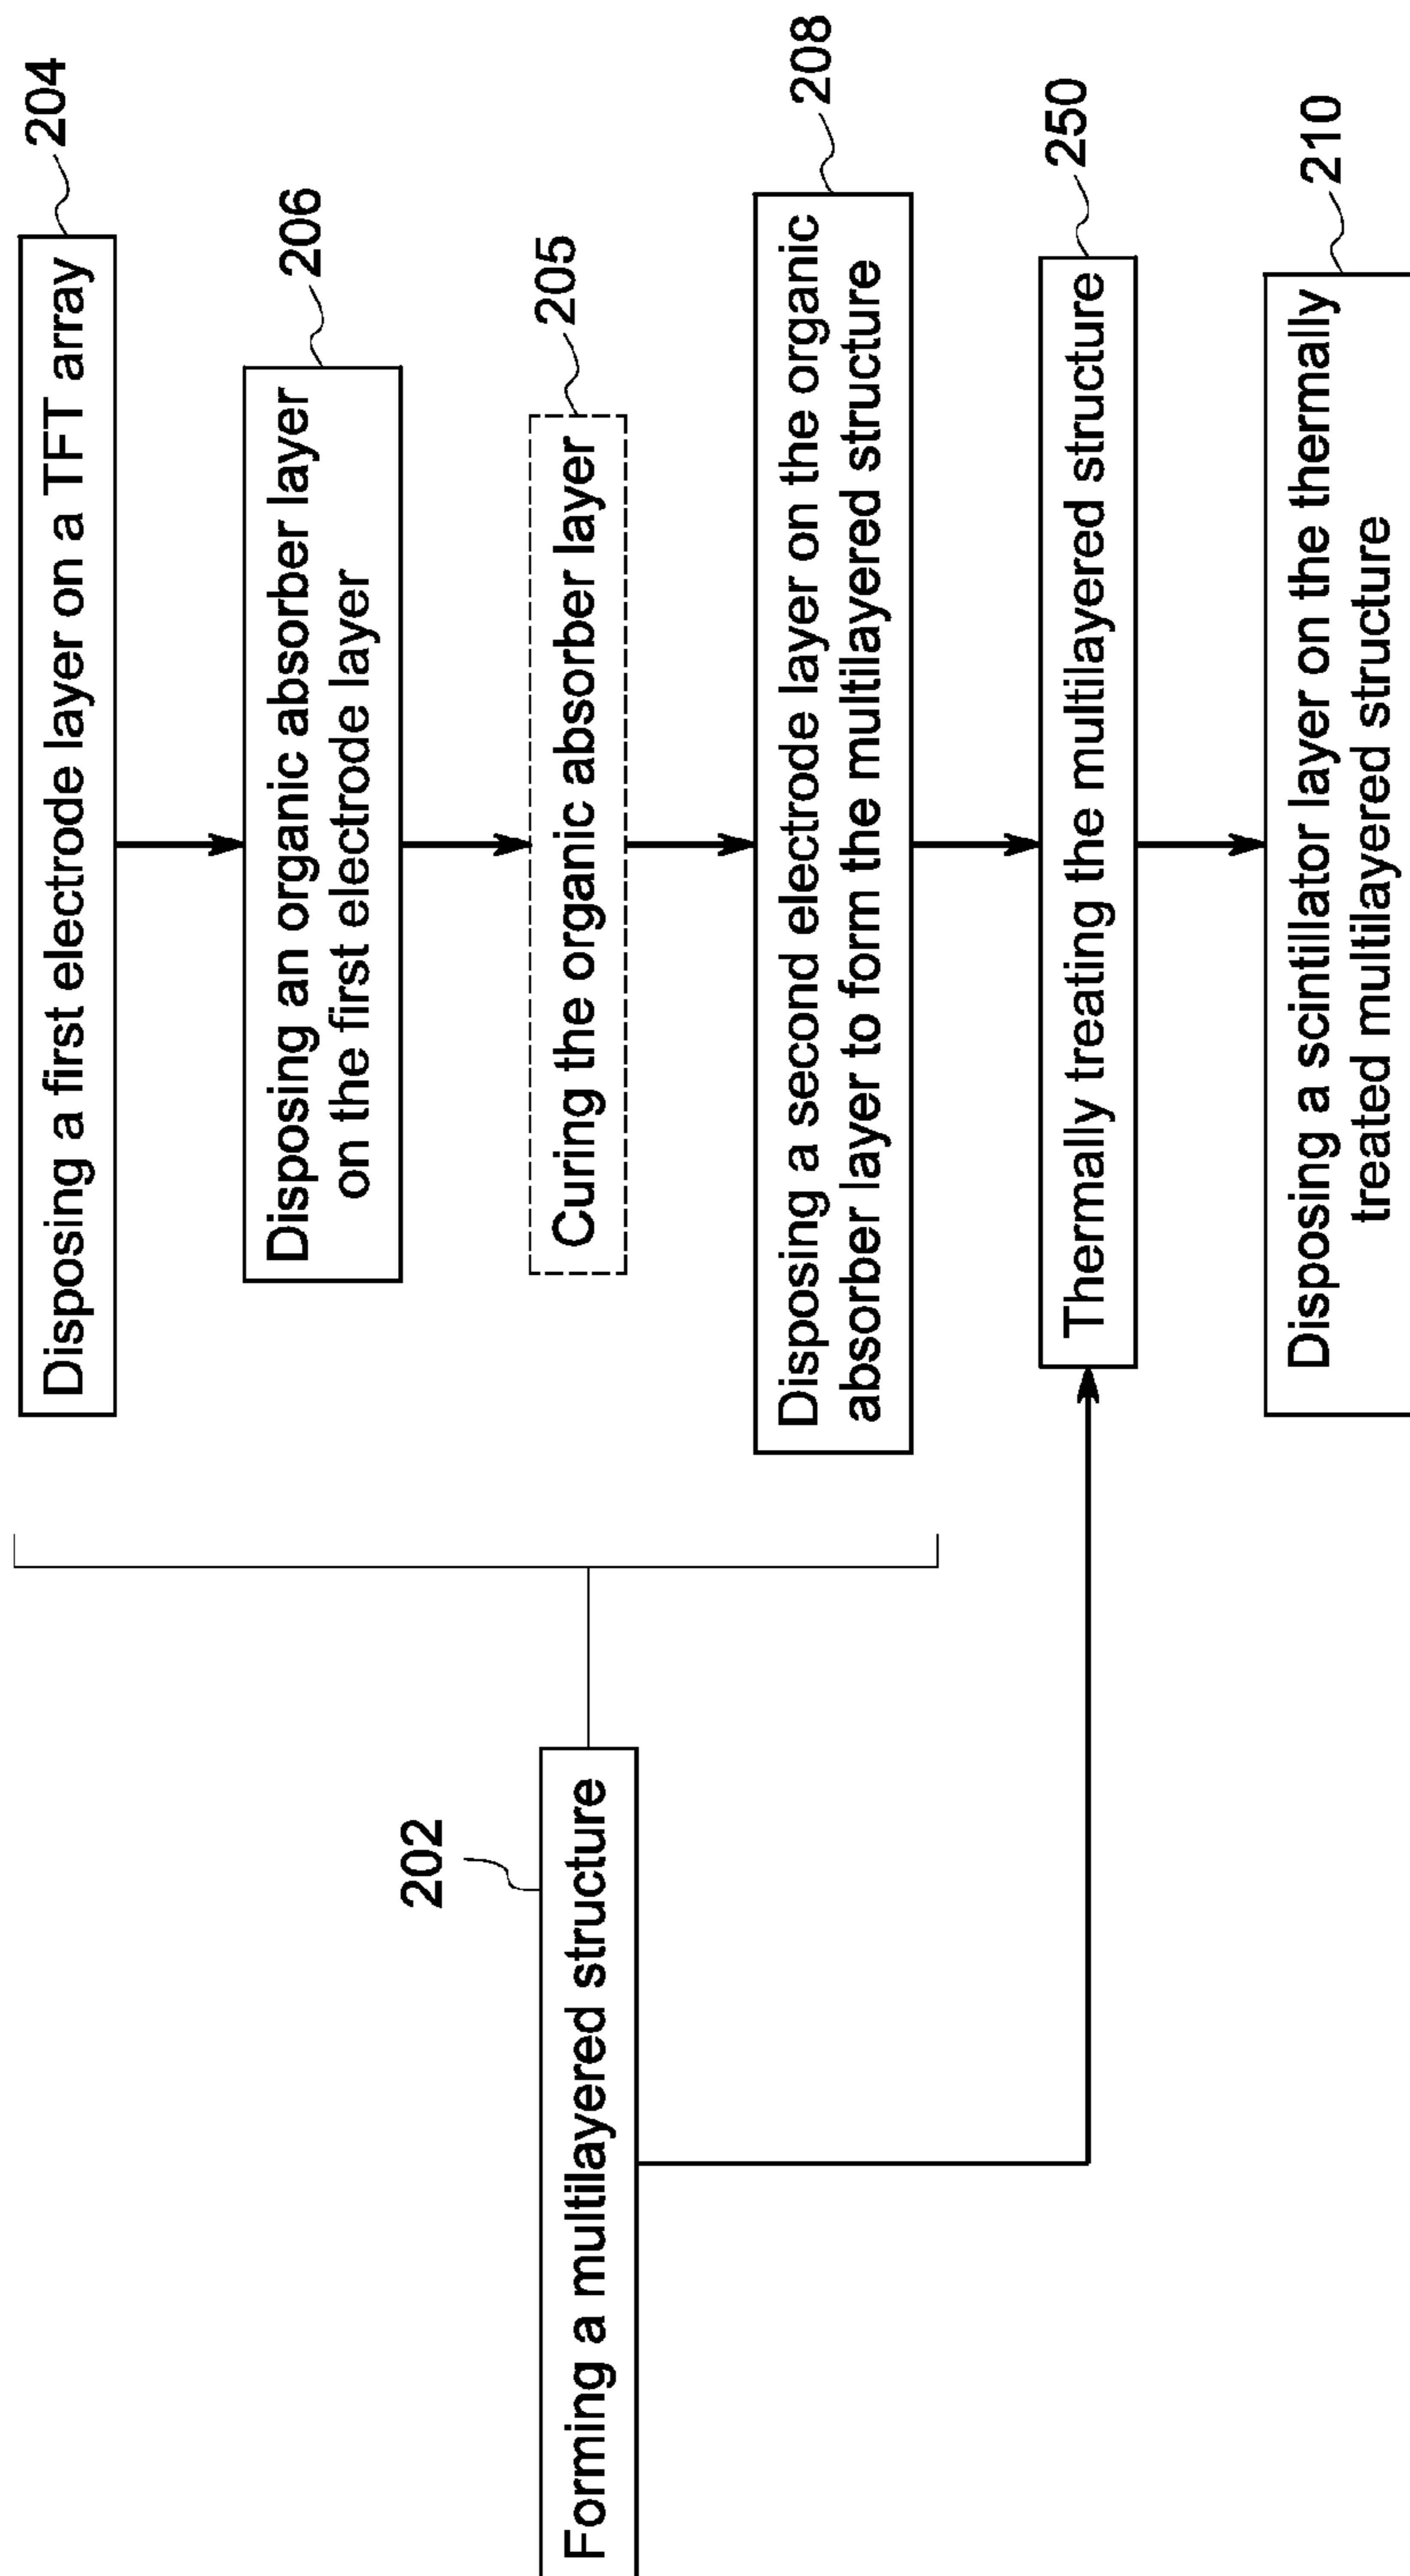 204
Disposing a first electrode layer on a TFT array
206
Disposing an organic absorber layer
on the first electrode layer
205
Curing the organic absorber layer
202
Forming a multilayered structure
208
Disposing a second electrode layer on the organic
absorber layer to form the multilayered structure
250
Thermally treating the multilayered structure
210
Disposing a scintillator layer on the thermally
treated multilayered structure